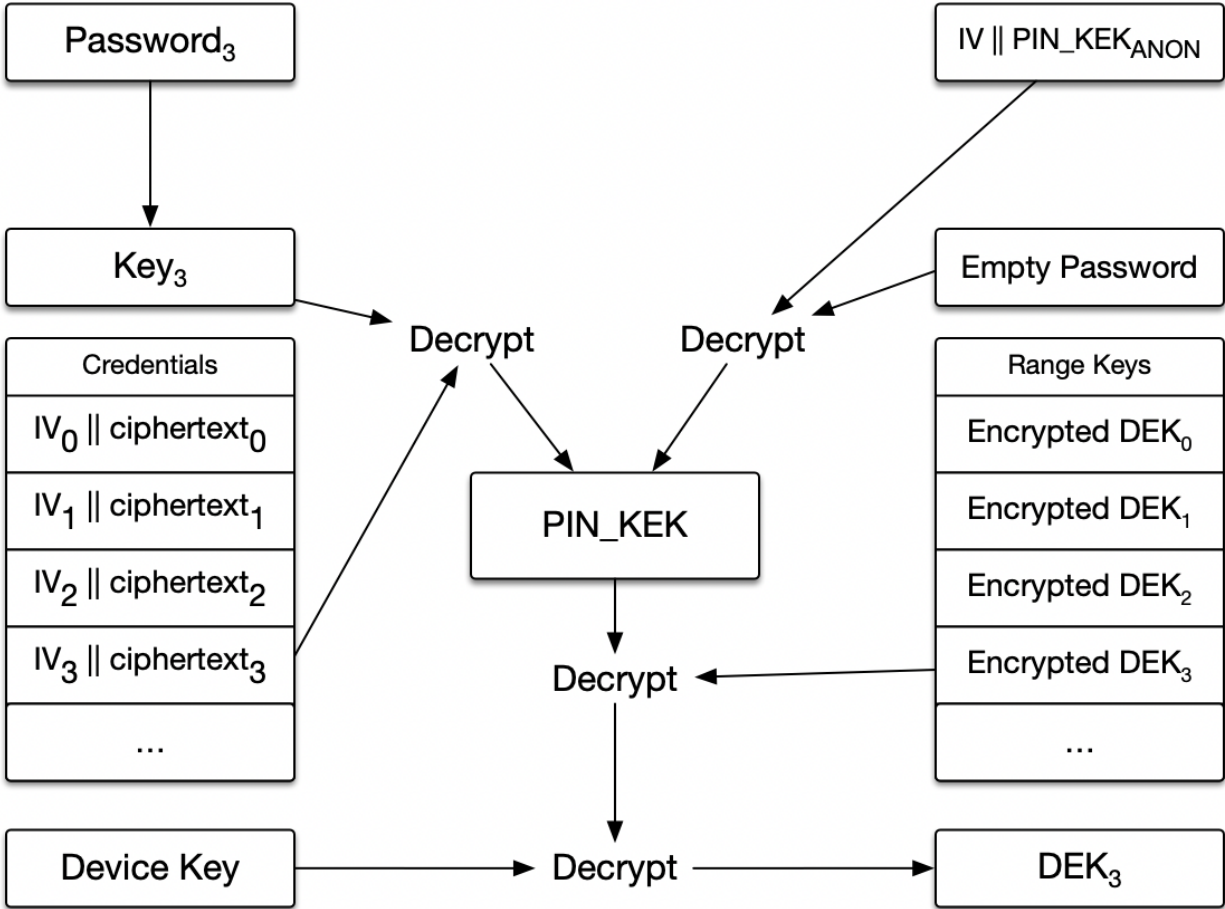 Password₃
IV || PIN_KEK_ANON
Key₃
Empty Password
Decrypt
Decrypt
Credentials
IV₀ || ciphertext₀
IV₁ || ciphertext₁
IV₂ || ciphertext₂
IV₃ || ciphertext₃
...
Range Keys
Encrypted DEK₀
Encrypted DEK₁
Encrypted DEK₂
Encrypted DEK₃
...
PIN_KEK
Decrypt
Device Key
Decrypt
DEK₃